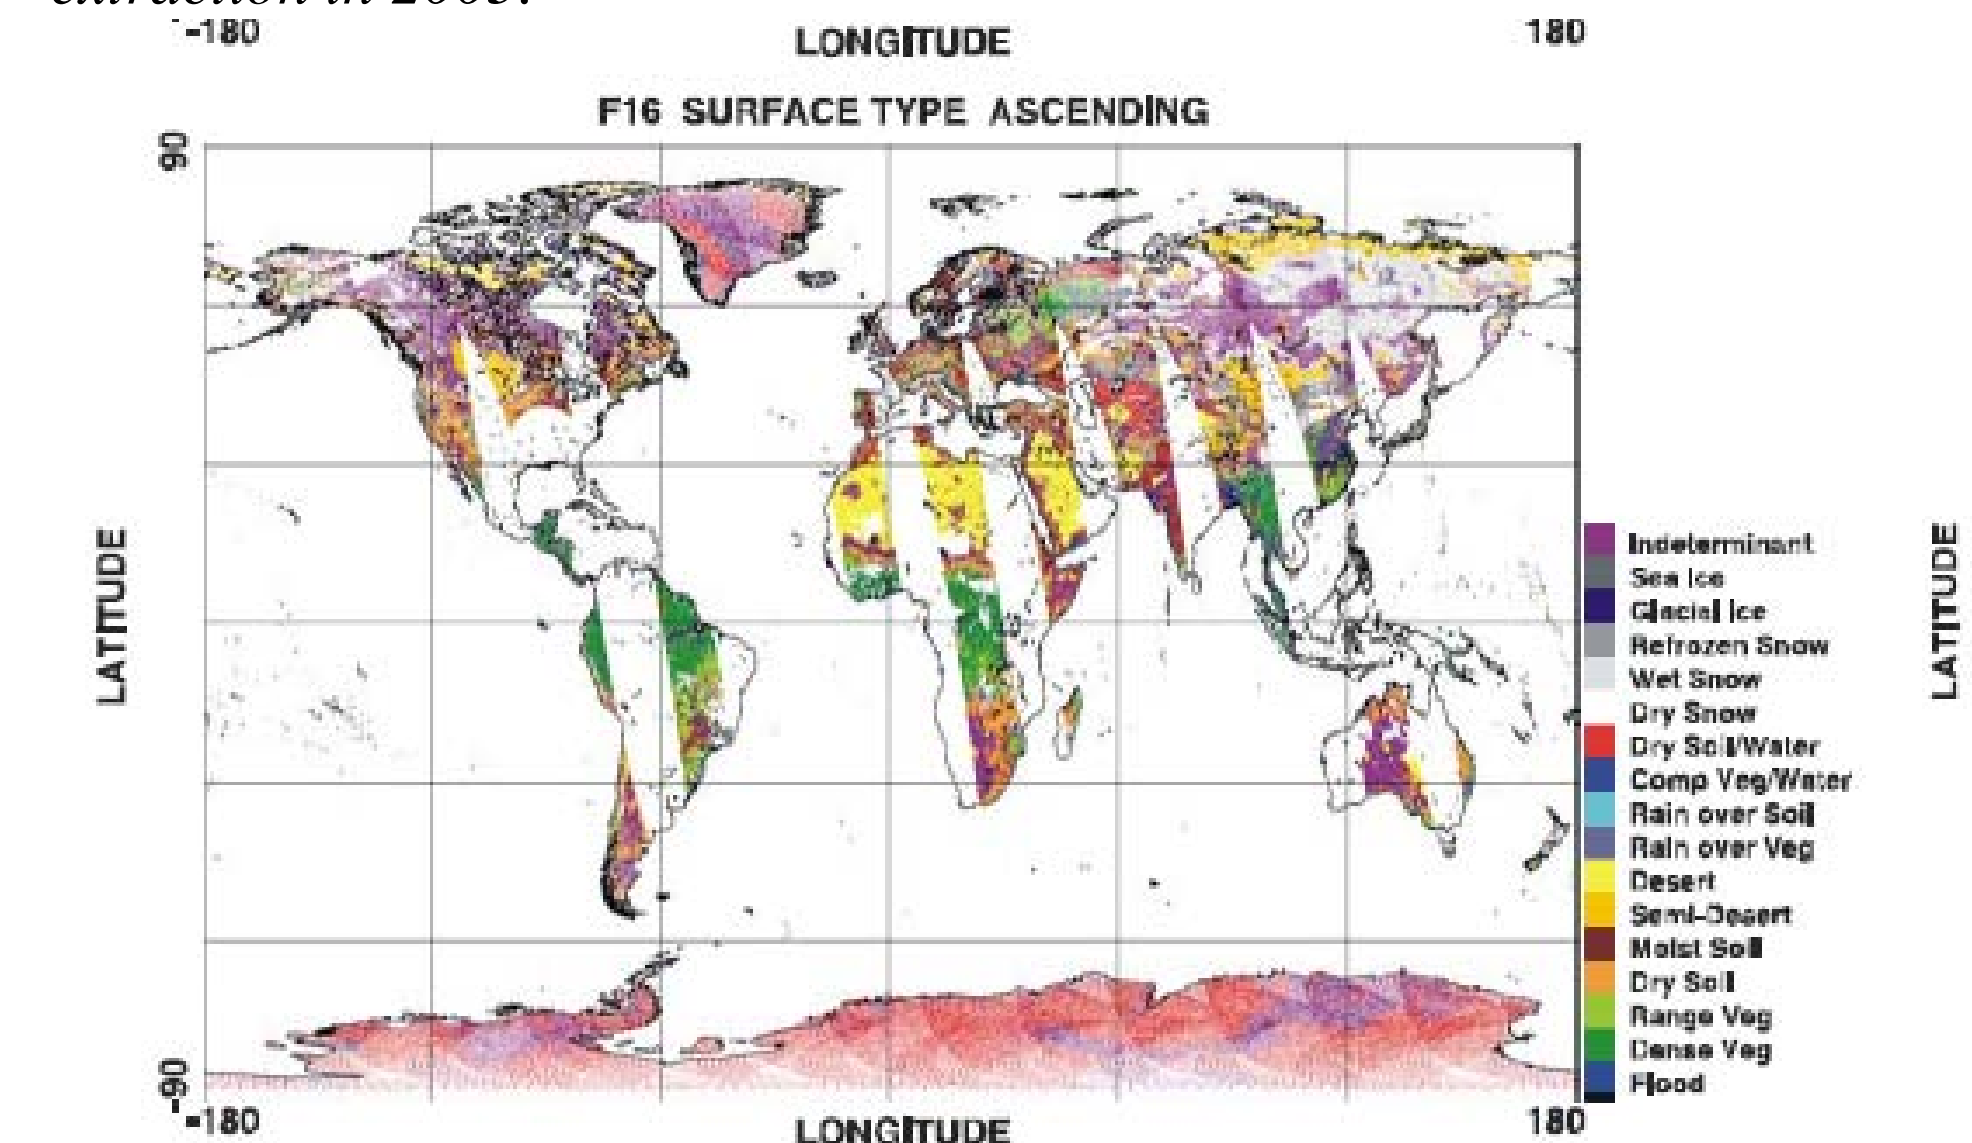 -180
LONGITUDE
180
F16 SURFACE TYPE ASCENDING
90
LATITUDE
-90
-180
LONGITUDE
180
Indeterminant
Sea Ice
Glacial Ice
Refrozen Snow
Wet Snow
Dry Snow
Dry Soil/Water
Comp Veg/Water
Rain over Soil
Rain over Veg
Desert
Semi-Desert
Moist Soil
Dry Soil
Range Veg
Dense Veg
Flood
LATITUDE